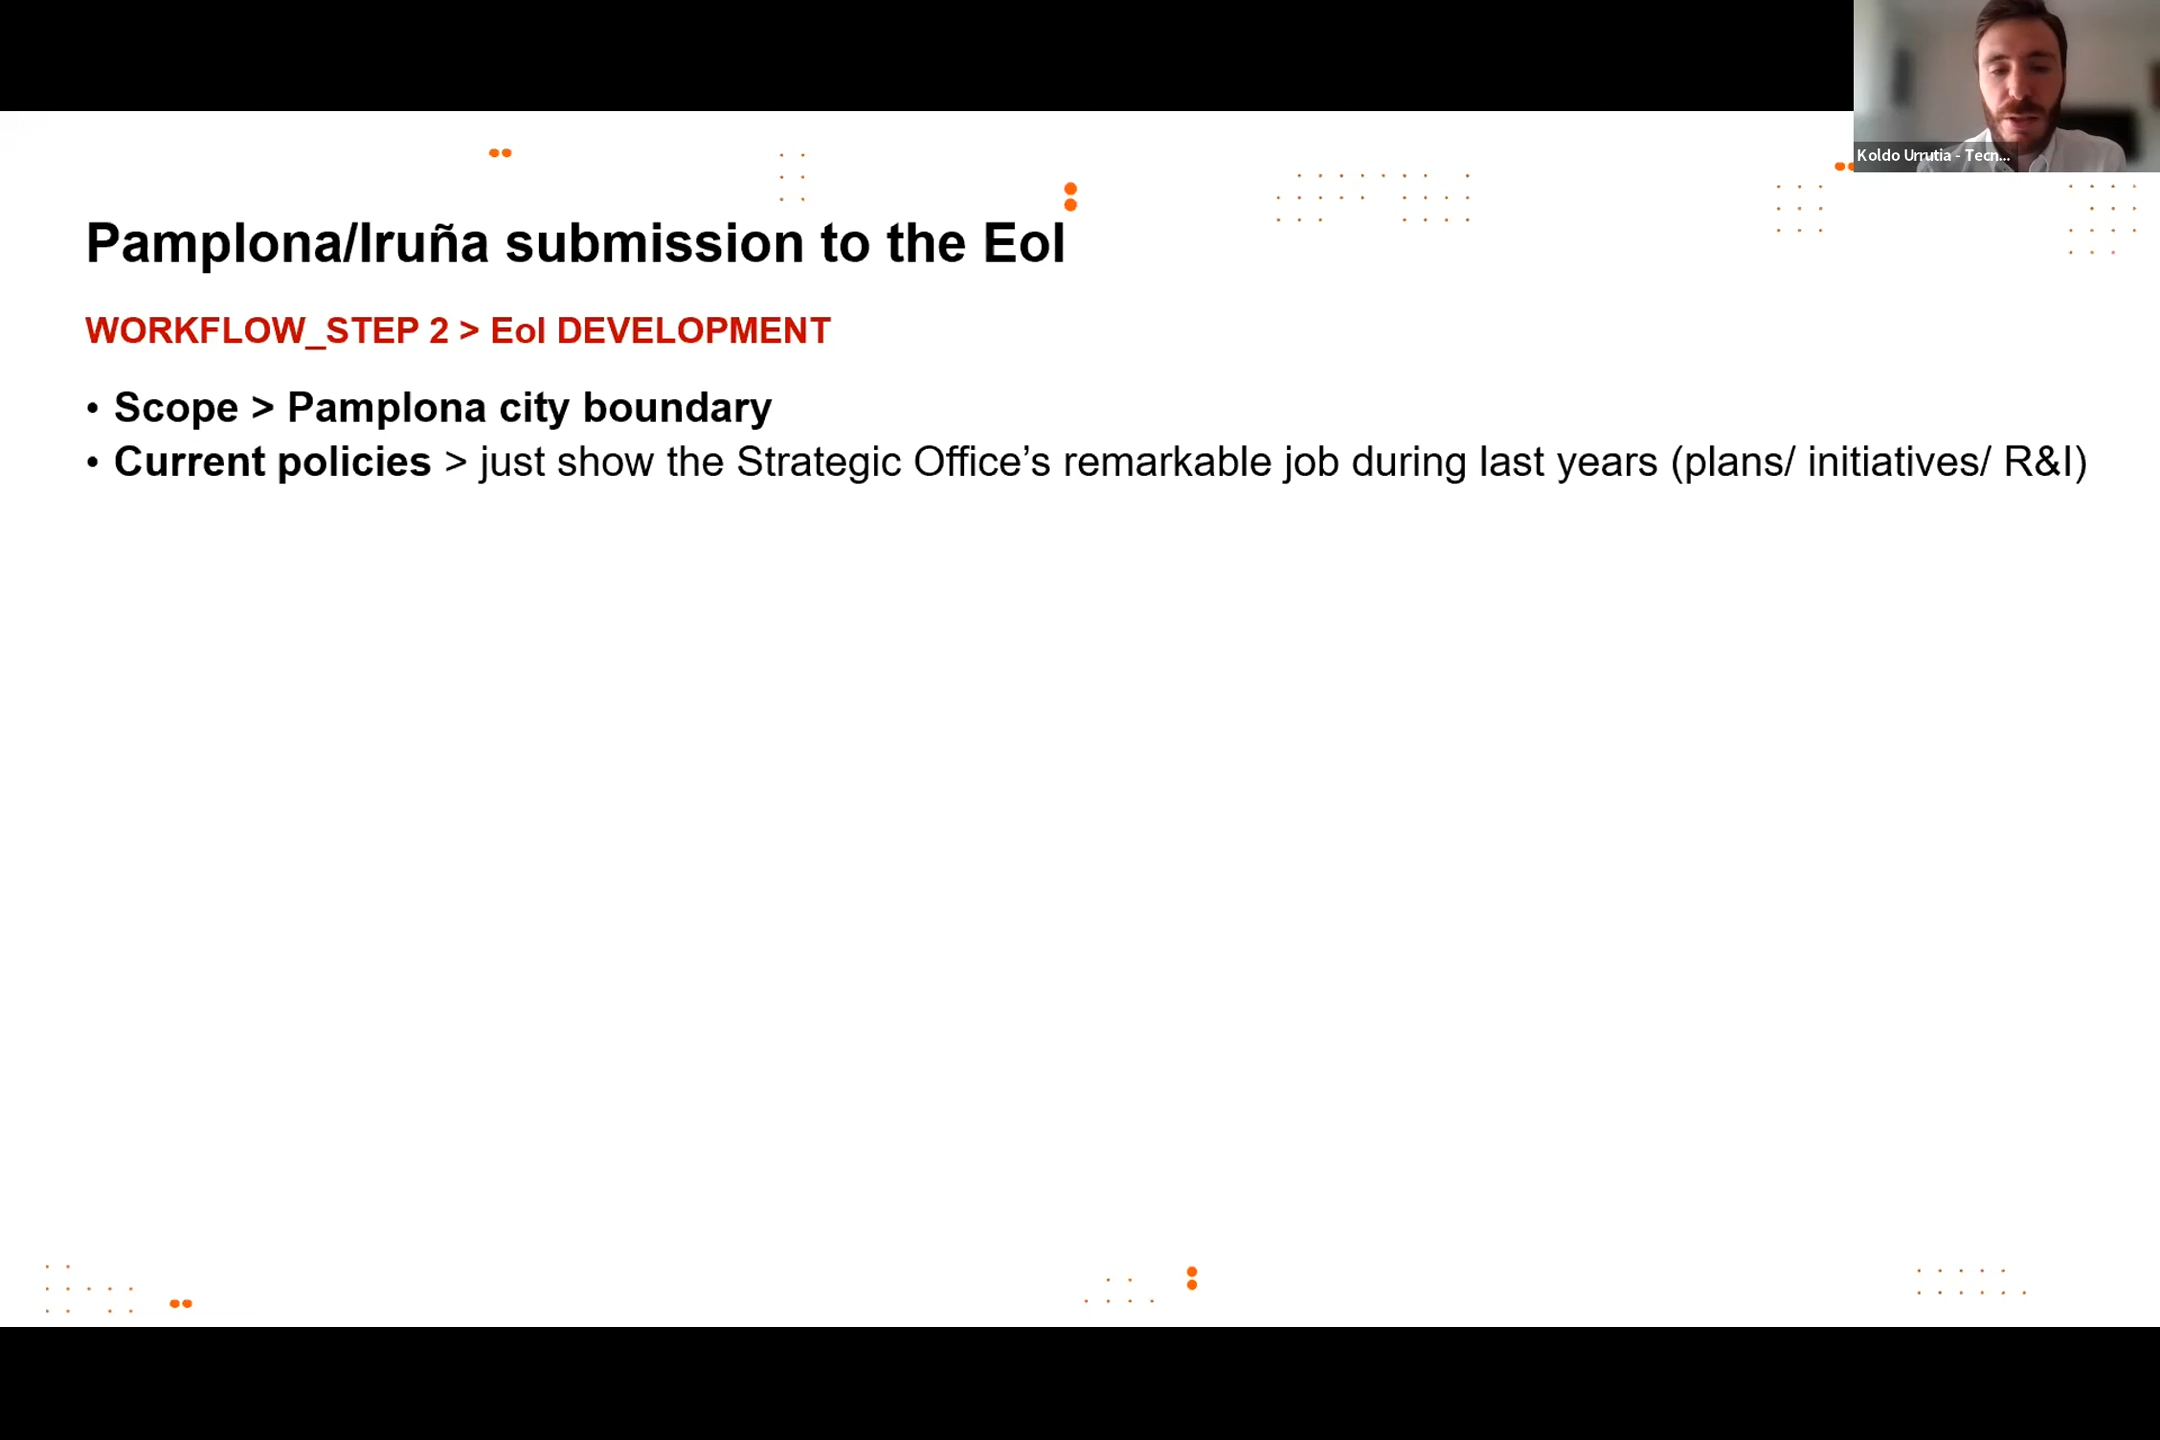 Koldo Urrutia - Tecn...
Pamplona/Iruña submission to the EoI
WORKFLOW_STEP 2 > EoI DEVELOPMENT
• Scope > Pamplona city boundary
• Current policies > just show the Strategic Office’s remarkable job during last years (plans/ initiatives/ R&I)